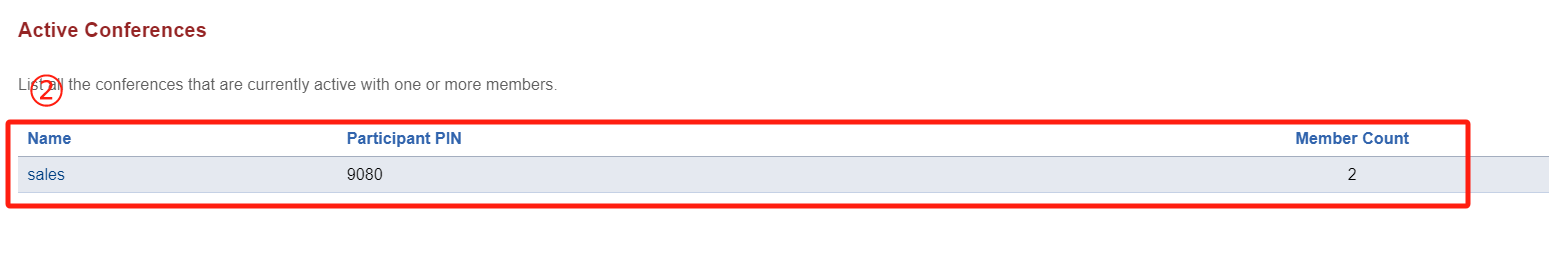 Active Conferences
List all the conferences that are currently active with one or more members.
②
Name Participant PIN Member Count
sales 9080 2